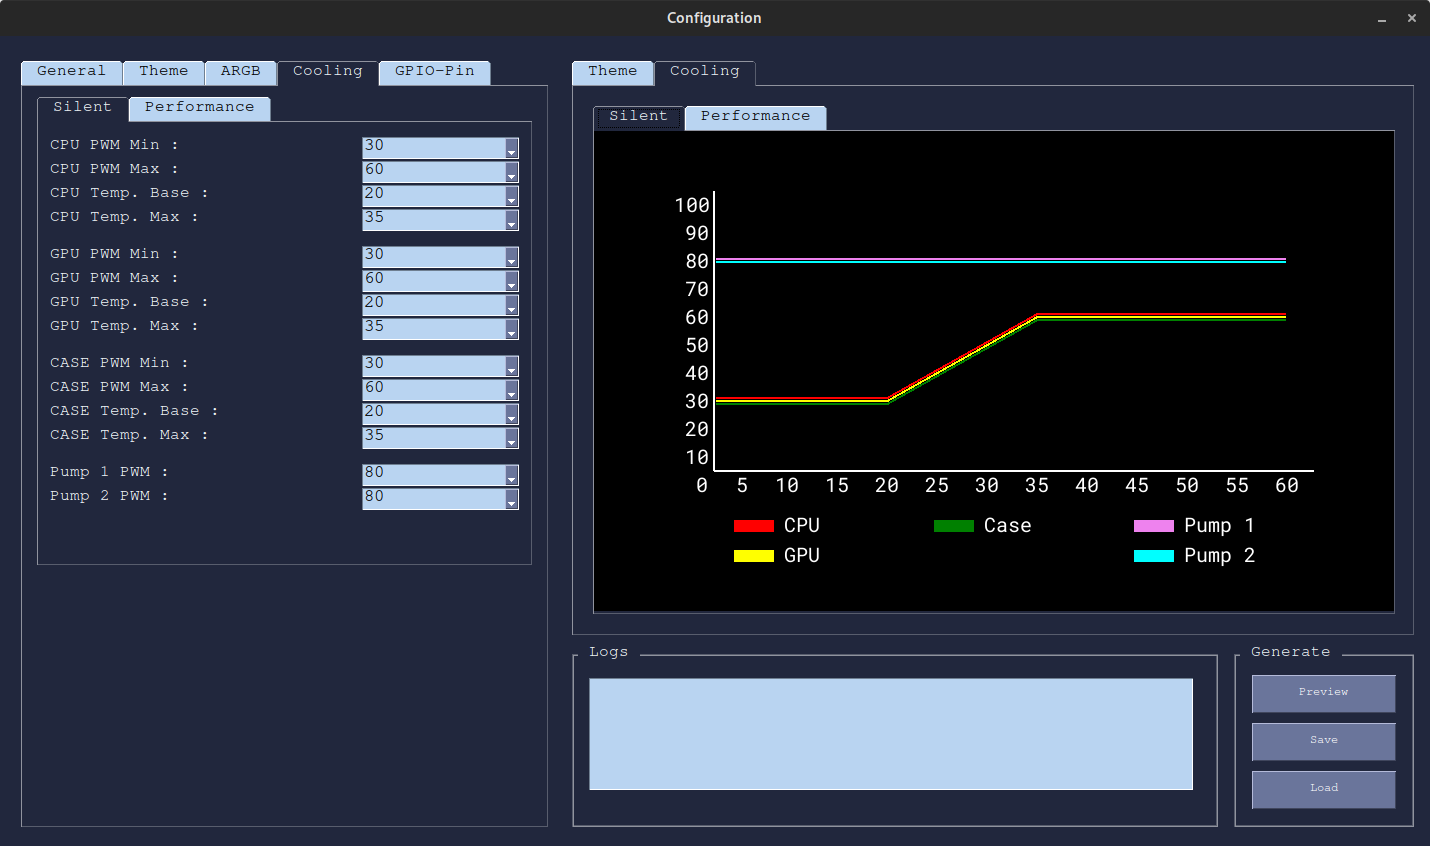 Configuration
General Theme ARGB Cooling GPIO-Pin
Silent Performance
CPU PWM Min : 30
CPU PWM Max : 60
CPU Temp. Base : 20
CPU Temp. Max : 35
GPU PWM Min : 30
GPU PWM Max : 60
GPU Temp. Base : 20
GPU Temp. Max : 35
CASE PWM Min : 30
CASE PWM Max : 60
CASE Temp. Base : 20
CASE Temp. Max : 35
Pump 1 PWM : 80
Pump 2 PWM : 80
Theme Cooling
Silent Performance
100
90
80
70
60
50
40
30
20
10
0 5 10 15 20 25 30 35 40 45 50 55 60
CPU Case Pump 1
GPU Pump 2
Logs
Generate
Preview
Save
Load